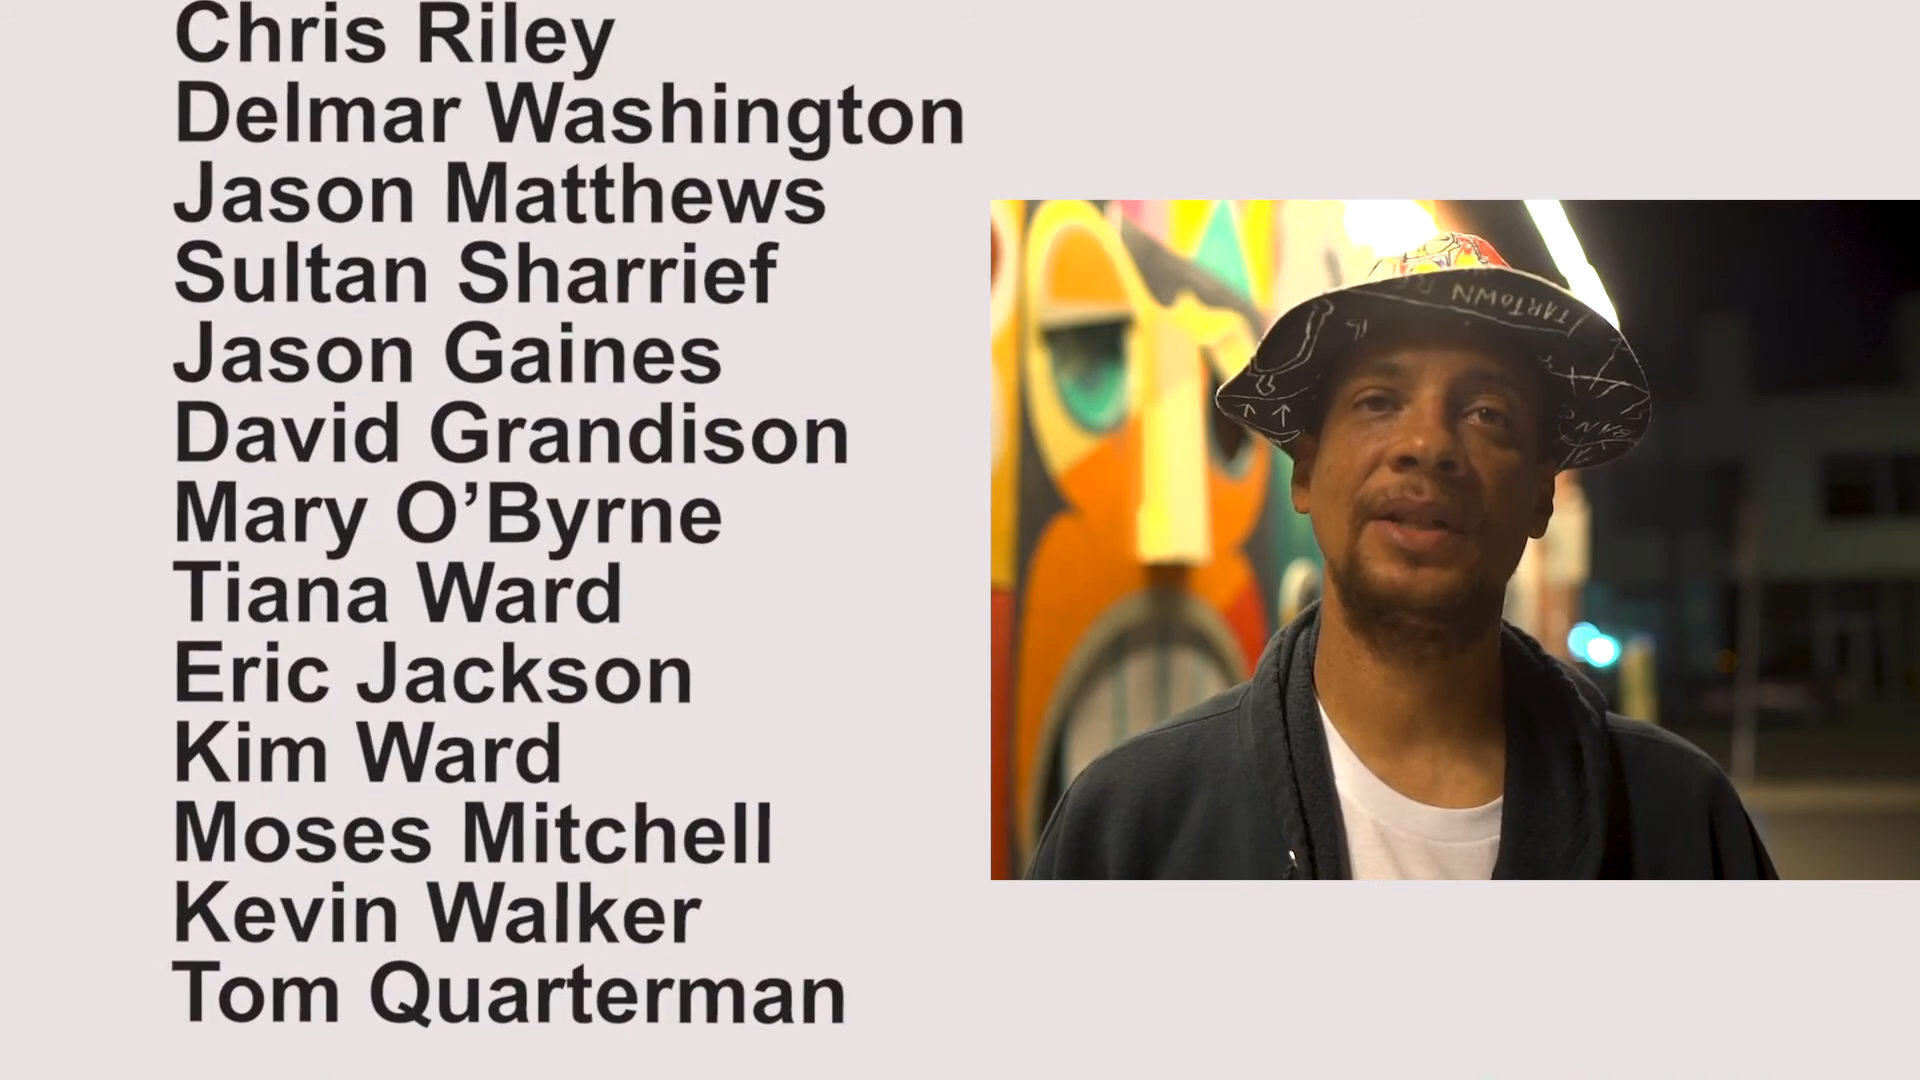 Chris Riley
Delmar Washington
Jason Matthews
Sultan Sharrief
Jason Gaines
David Grandison
Mary O’Byrne
Tiana Ward
Eric Jackson
Kim Ward
Moses Mitchell
Kevin Walker
Tom Quarterman